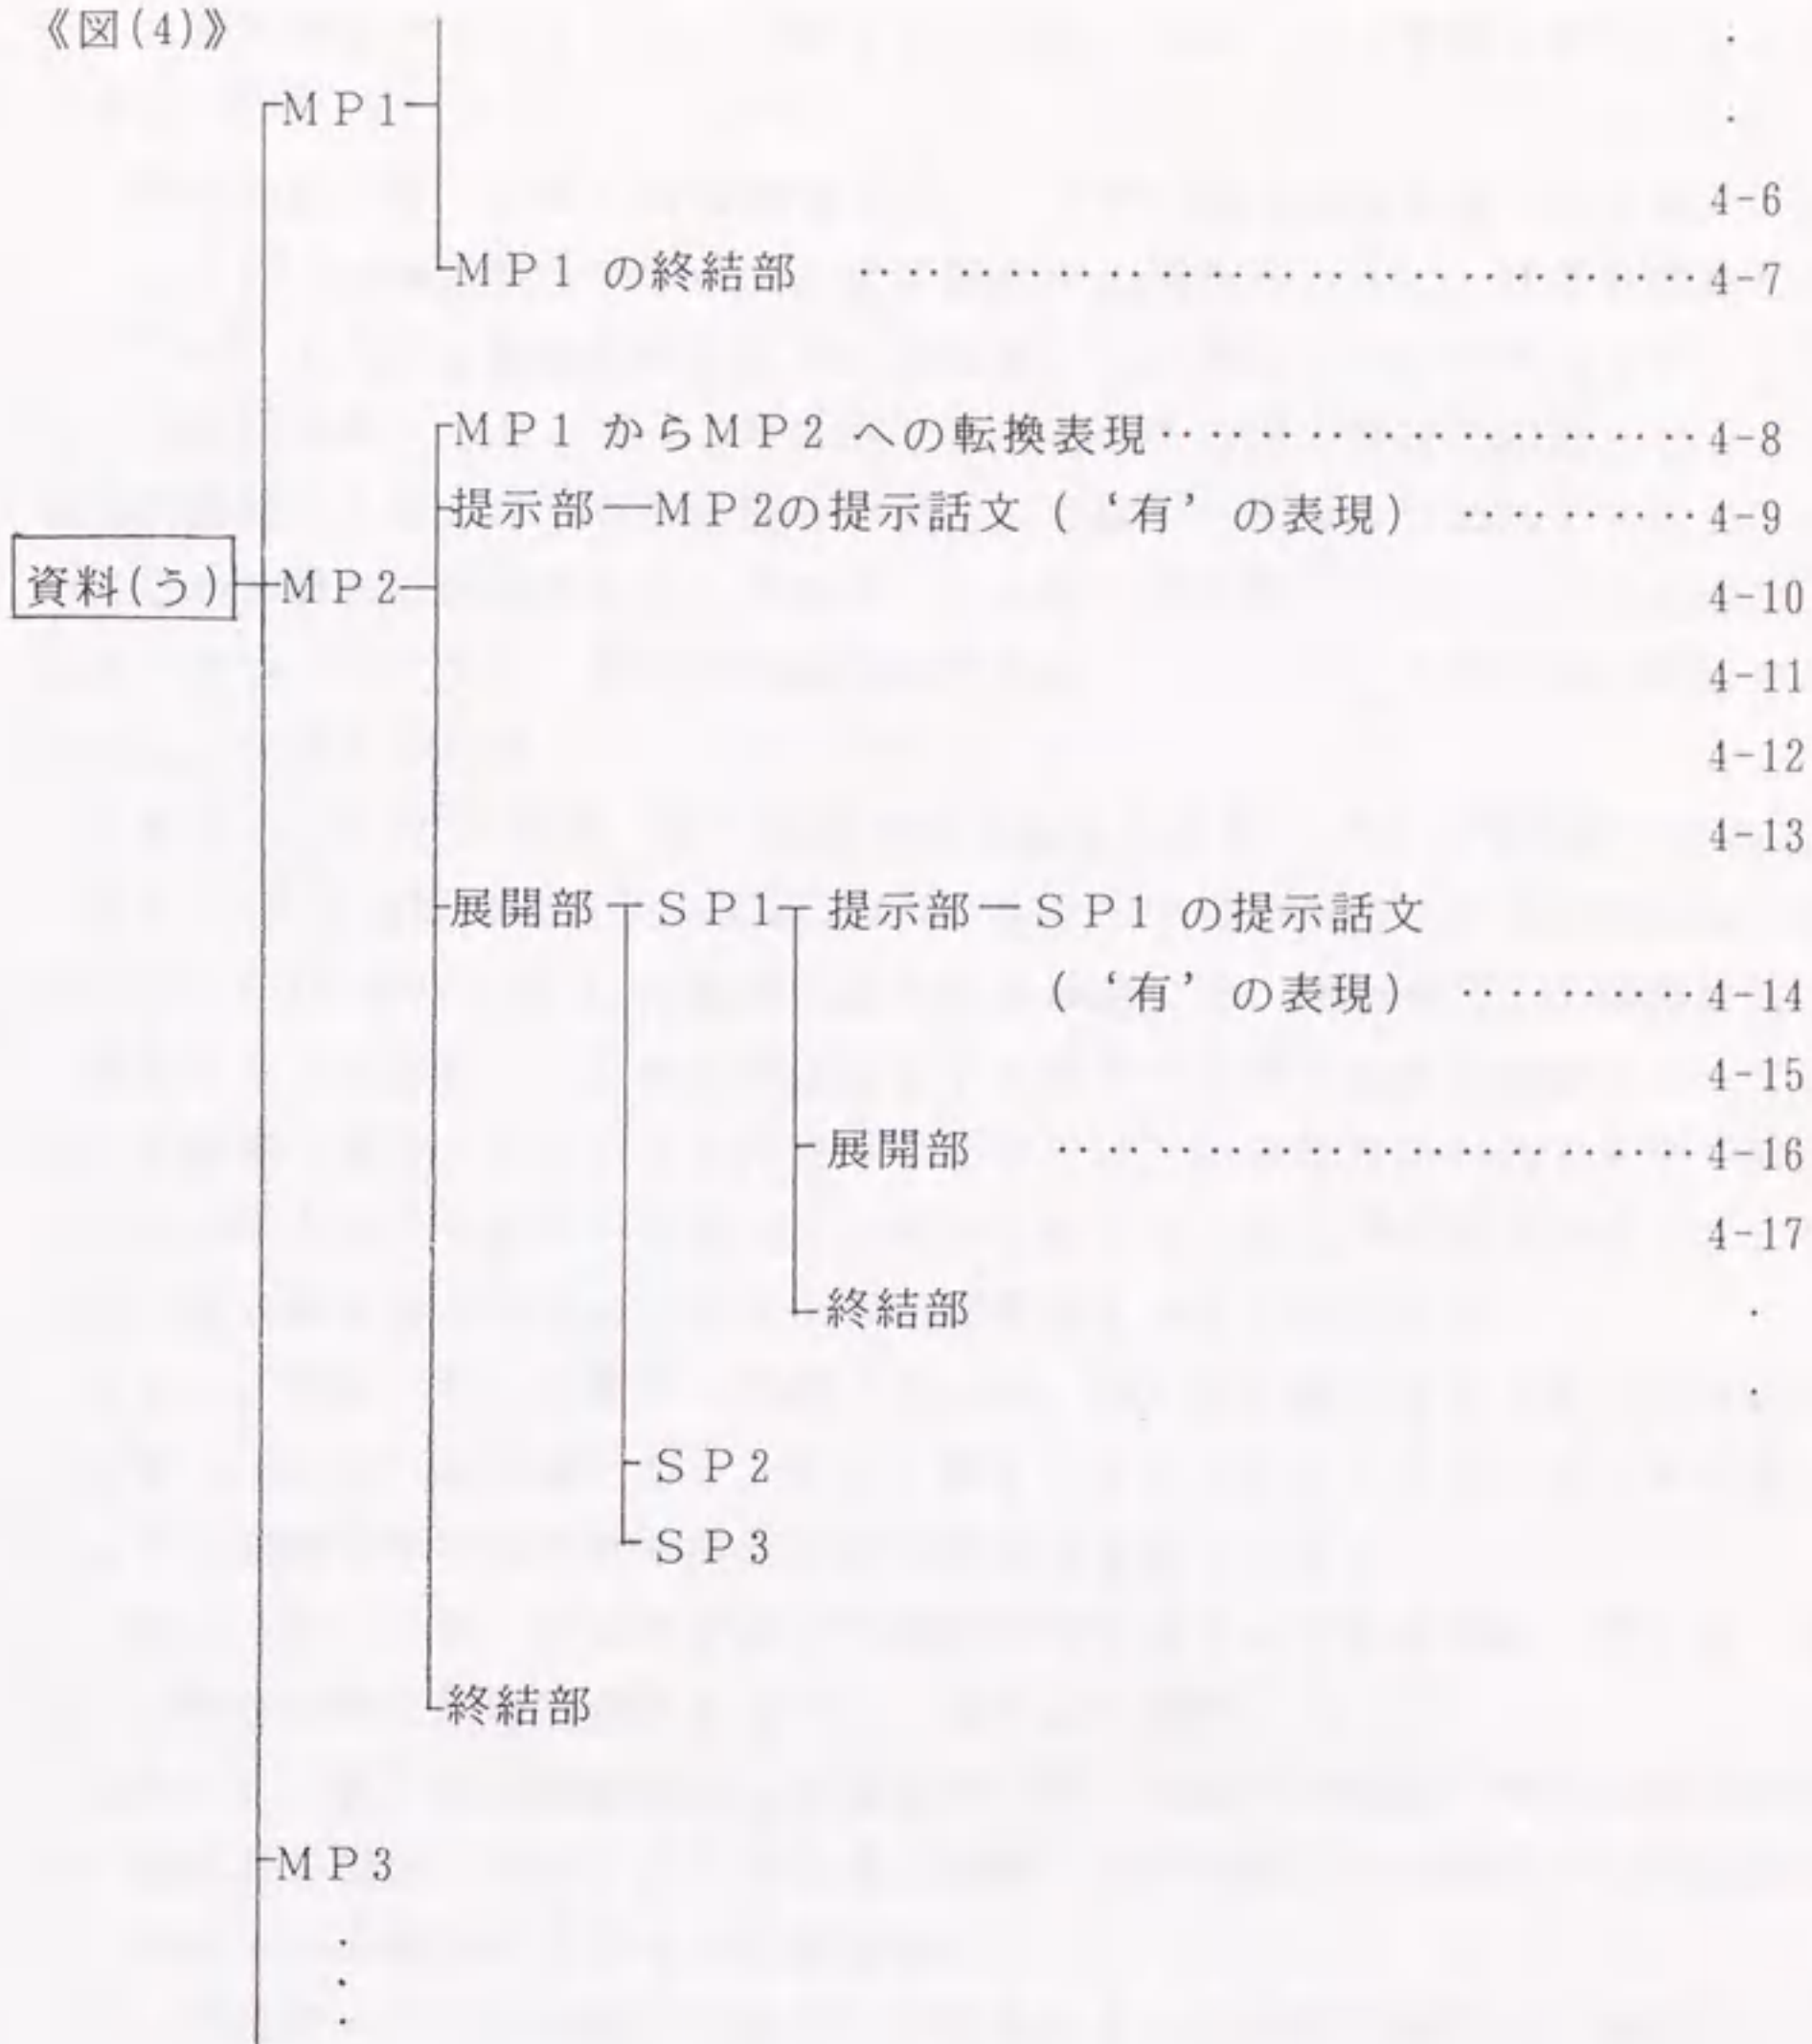 《図(4)》
MP1
4-6
MP1 の終結部 ‥‥‥‥‥‥‥‥‥‥‥‥‥‥‥‥‥ 4-7
MP1 からMP2 への転換表現‥‥‥‥‥‥‥‥‥‥‥ 4-8
提示部―MP2の提示話文 ( ‘有’ の表現) ‥‥‥‥‥ 4-9
資料(う) MP2 4-10
4-11
4-12
4-13
展開部 SP1 提示部―SP1 の提示話文
( ‘有’ の表現) ‥‥‥‥‥ 4-14
4-15
展開部 ‥‥‥‥‥‥‥‥‥‥‥‥‥ 4-16
4-17
終結部
SP2
SP3
終結部
MP3